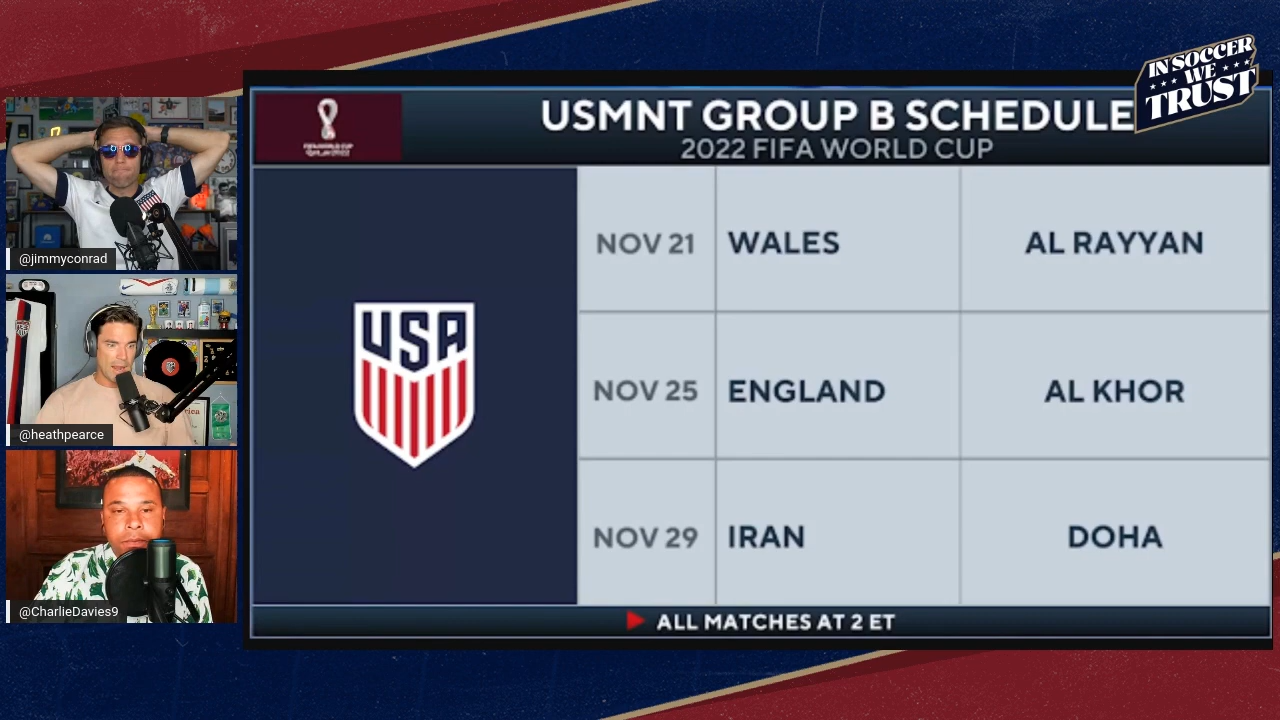 IN SOCCER
WE
TRUST
USMNT GROUP B SCHEDULE
2022 FIFA WORLD CUP
@jimmyconrad
@heathpearce
@CharlieDavies9
USA
NOV 21 WALES AL RAYYAN
NOV 25 ENGLAND AL KHOR
NOV 29 IRAN DOHA
ALL MATCHES AT 2 ET